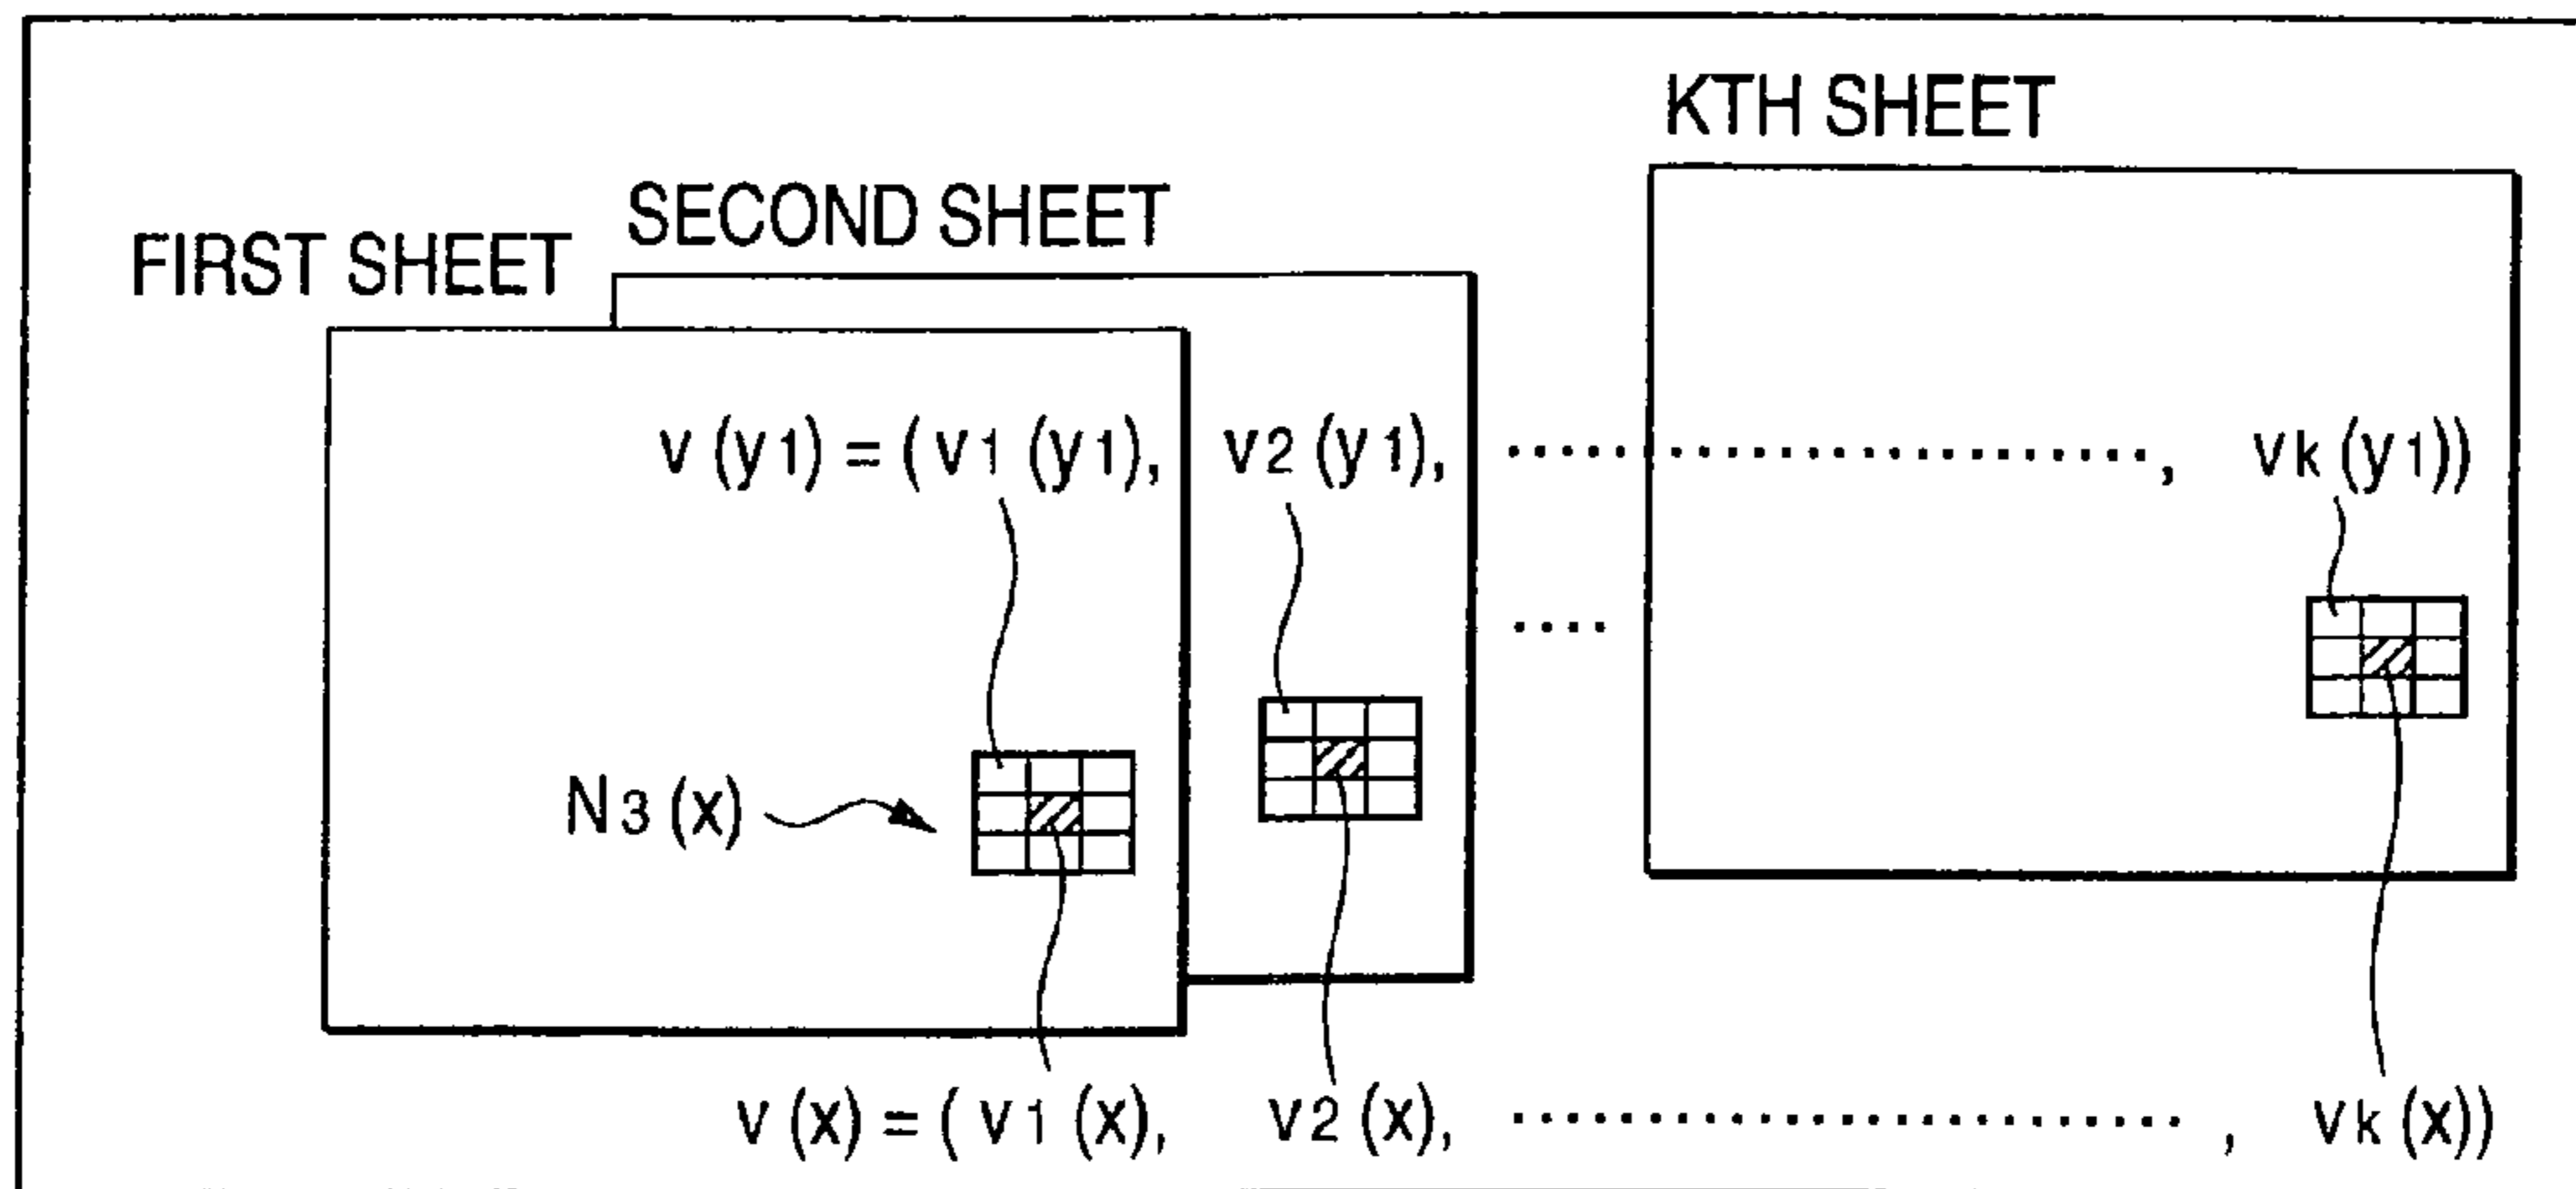 KTH SHEET
SECOND SHEET
FIRST SHEET
v (y1) = ( v1 (y1), v2 (y1), ........................, vk (y1))
....
N3 (x)
v (x) = ( v1 (x), v2 (x), ........................, vk (x))